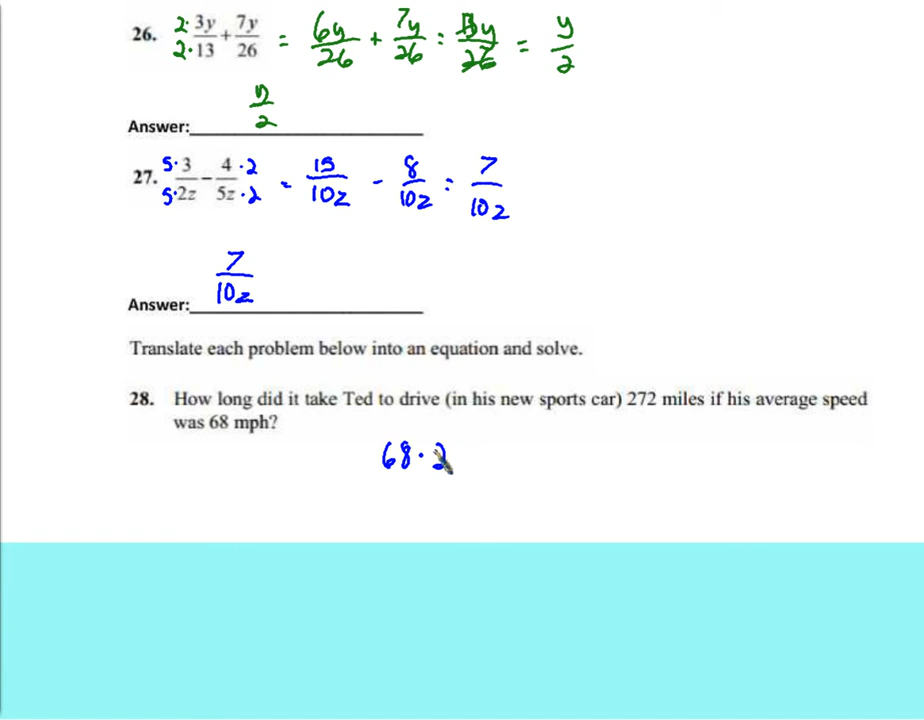 26. 2· 3y/2·13 + 7y/26 = 6y/26 + 7y/26 = 13y/26 = y/2
y/2
Answer:
27. 5·3/5·2z − 4·2/5z·2 = 15/10z − 8/10z = 7/10z
7/10z
Answer:
Translate each problem below into an equation and solve.
28. How long did it take Ted to drive (in his new sports car) 272 miles if his average speed
was 68 mph?
68·2